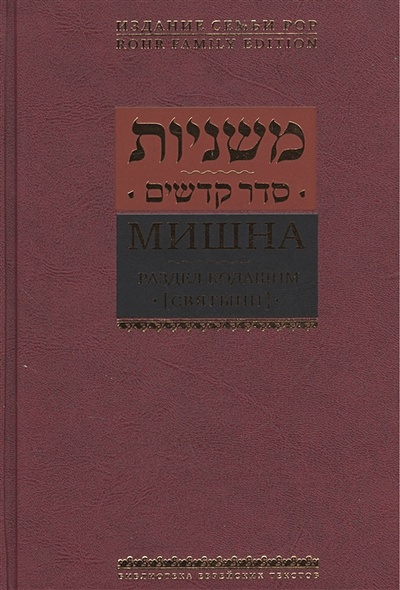 ИЗДАНИЕ СЕМЬИ РОР
ROHR FAMILY EDITION
משניות
· סדר קדשים ·
МИШНА
РАЗДЕЛ КОДАШИМ
· [СВЯТЫНИ] ·
БИБЛИОТЕКА ЕВРЕЙСКИХ ТЕКСТОВ